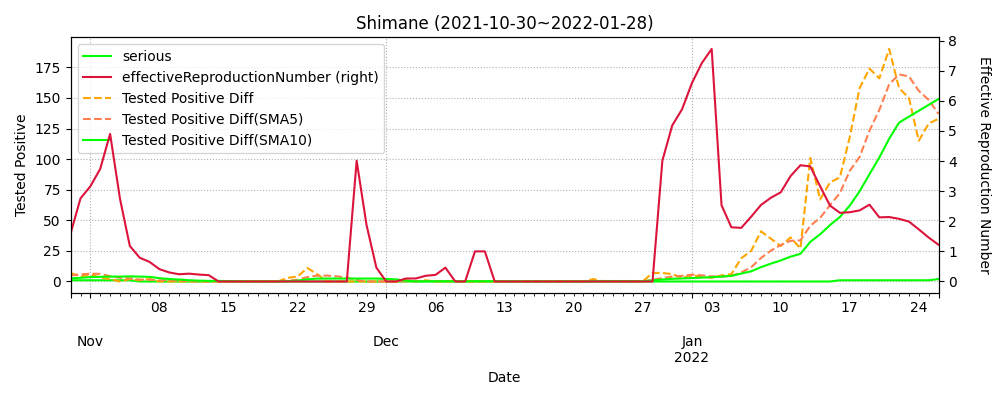 Shimane (2021-10-30~2022-01-28)
serious
effectiveReproductionNumber (right)
Tested Positive Diff
Tested Positive Diff(SMA5)
Tested Positive Diff(SMA10)
Tested Positive
175
150
125
100
75
50
25
0
8
7
6
5
4
3
2
1
0
Effective Reproduction Number
08 15 22 29 06 13 20 27 03 10 17 24
Nov Dec Jan
2022
Date